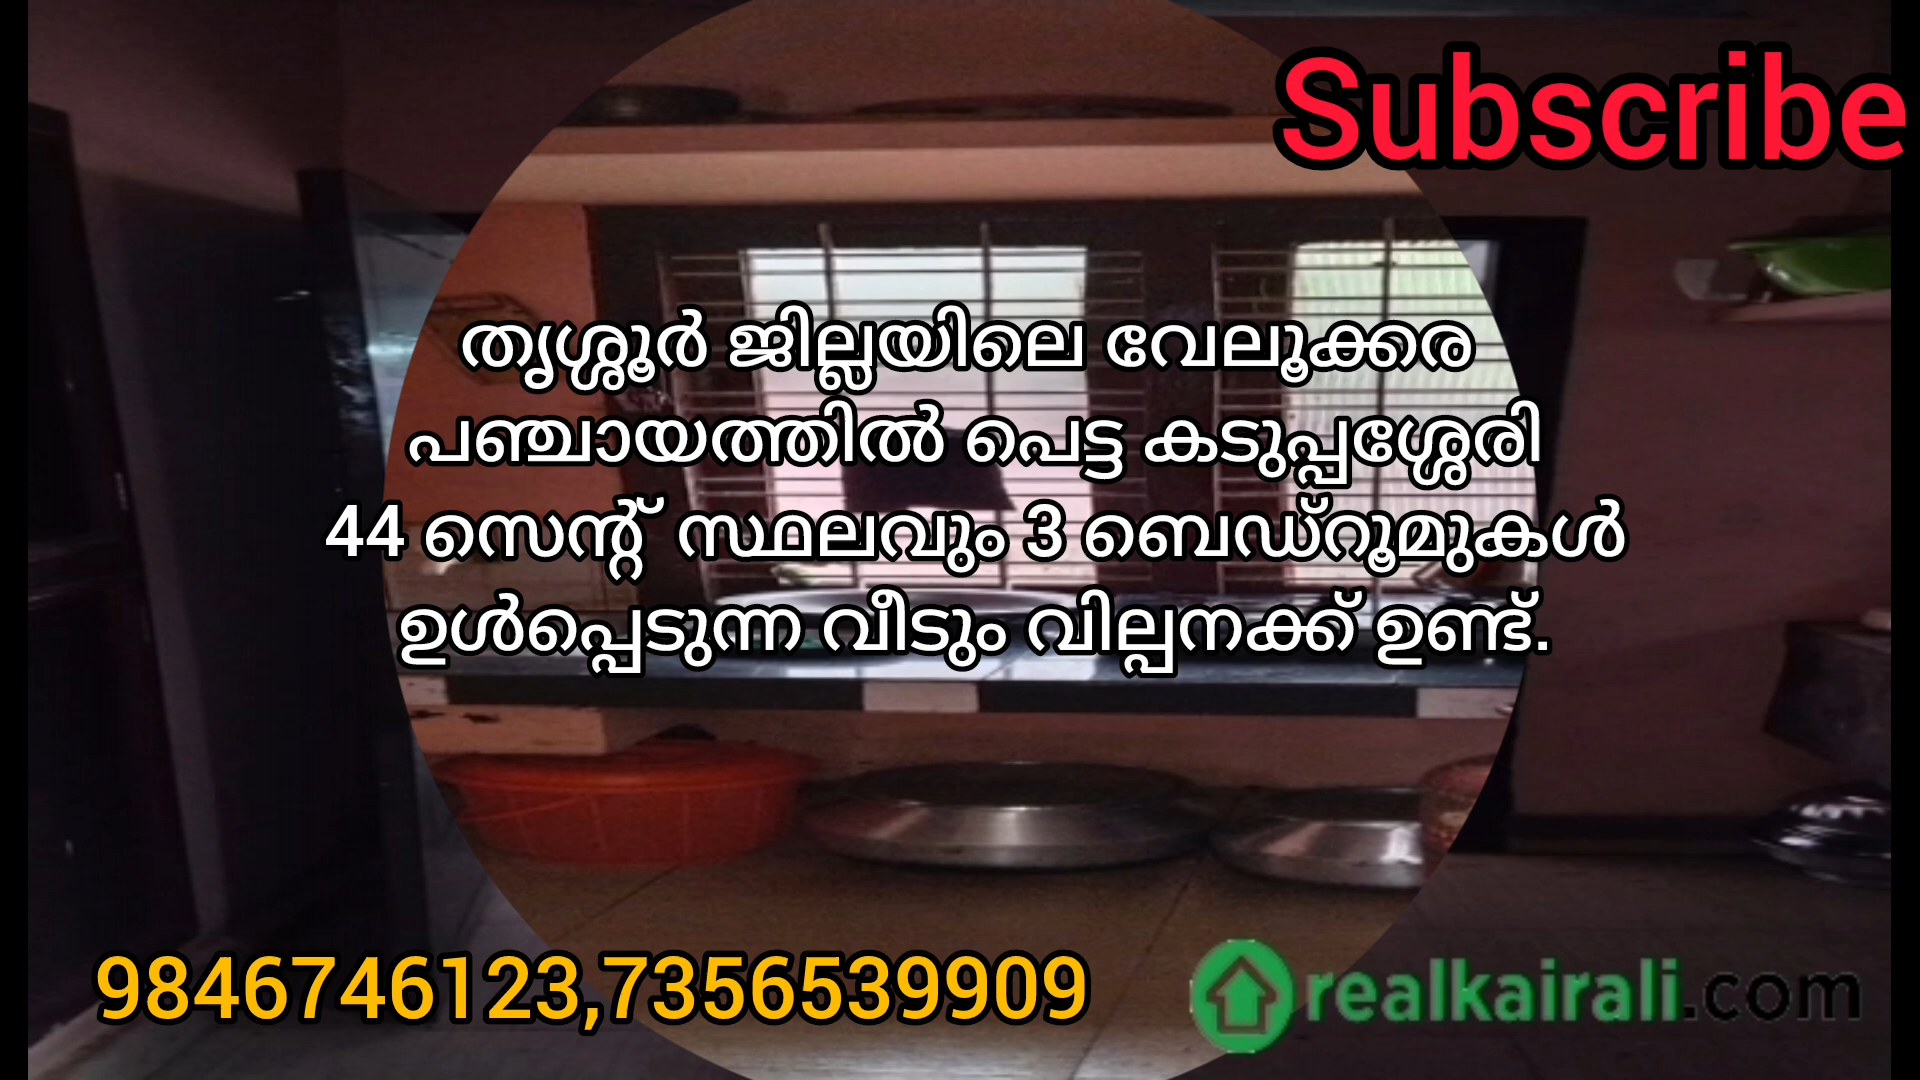 Subscribe
തൃശ്ശൂർ ജില്ലയിലെ വേലൂക്കര
പഞ്ചായത്തിൽ പെട്ട കടുപ്പശ്ശേരി
44 സെന്റ് സ്ഥലവും 3 ബെഡ്റൂമുകൾ
ഉൾപ്പെടുന്ന വീടും വില്പനക്ക് ഉണ്ട്.
9846746123,7356539909
realkairali.com